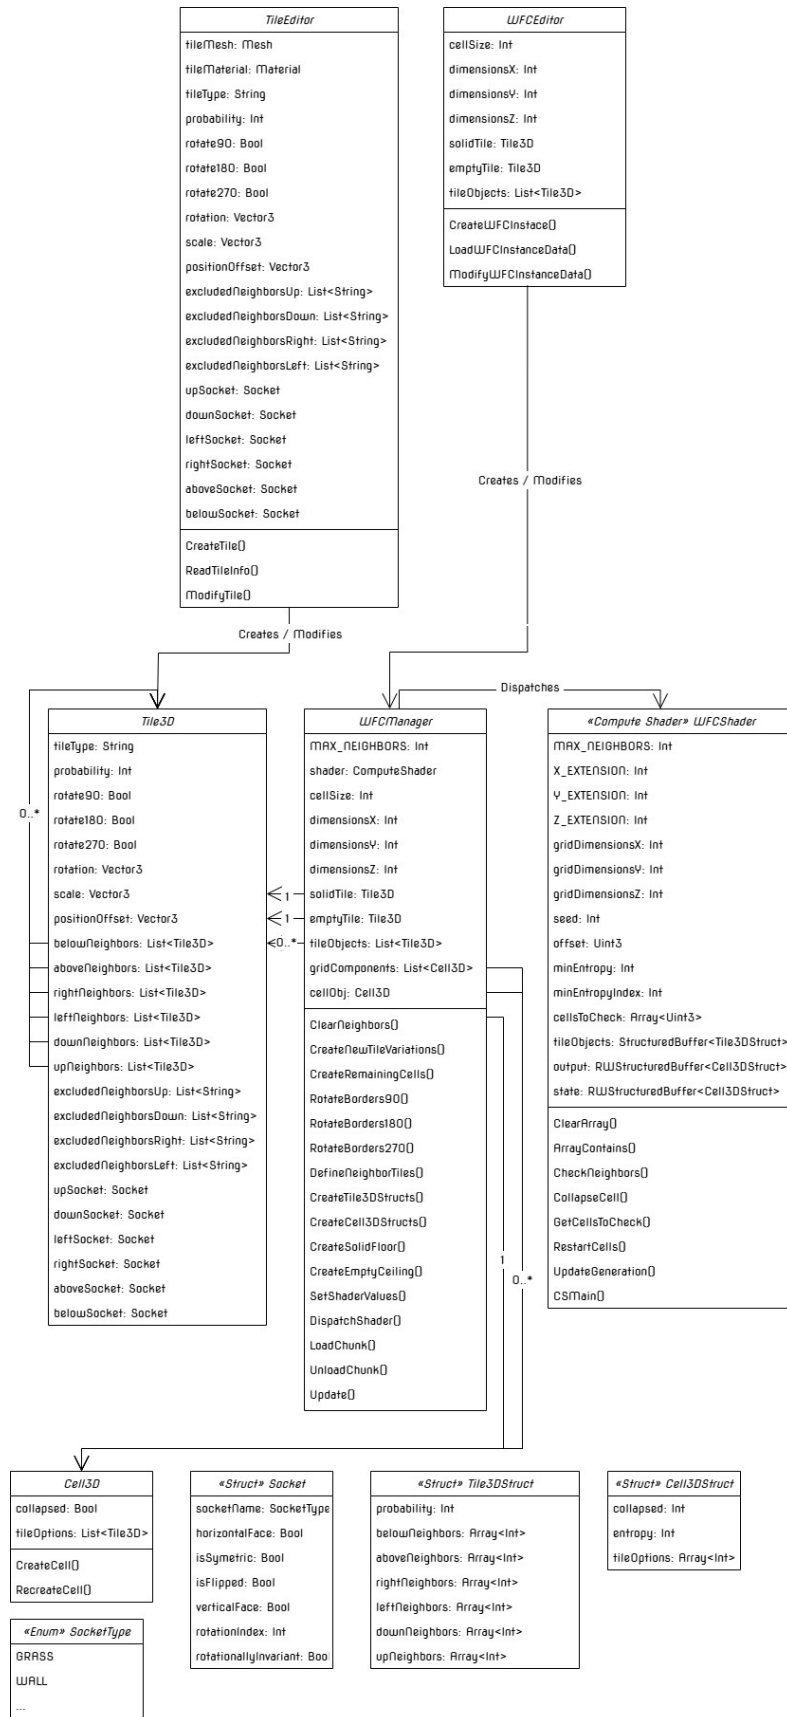 TileEditor
tileMesh: Mesh
tileMaterial: Material
tileType: String
probability: Int
rotate90: Bool
rotate180: Bool
rotate270: Bool
rotation: Vector3
scale: Vector3
positionOffset: Vector3
excludedNeighborsUp: List<String>
excludedNeighborsDown: List<String>
excludedNeighborsRight: List<String>
excludedNeighborsLeft: List<String>
upSocket: Socket
downSocket: Socket
leftSocket: Socket
rightSocket: Socket
aboveSocket: Socket
belowSocket: Socket
CreateTile()
ReadTileInfo()
ModifyTile()
WFCEditor
cellSize: Int
dimensionsX: Int
dimensionsY: Int
dimensionsZ: Int
solidTile: Tile3D
emptyTile: Tile3D
tileObjects: List<Tile3D>
CreateWFCInstace()
LoadWFCInstanceData()
ModifyWFCInstanceData()
Creates / Modifies
Creates / Modifies
Dispatches
Tile3D
tileType: String
probability: Int
rotate90: Bool
rotate180: Bool
rotate270: Bool
rotation: Vector3
scale: Vector3
positionOffset: Vector3
belowNeighbors: List<Tile3D>
aboveNeighbors: List<Tile3D>
rightNeighbors: List<Tile3D>
leftNeighbors: List<Tile3D>
downNeighbors: List<Tile3D>
upNeighbors: List<Tile3D>
excludedNeighborsUp: List<String>
excludedNeighborsDown: List<String>
excludedNeighborsRight: List<String>
excludedNeighborsLeft: List<String>
upSocket: Socket
downSocket: Socket
leftSocket: Socket
rightSocket: Socket
aboveSocket: Socket
belowSocket: Socket
0..*
1
1
0..*
WFCManager
MAX_NEIGHBORS: Int
shader: ComputeShader
cellSize: Int
dimensionsX: Int
dimensionsY: Int
dimensionsZ: Int
solidTile: Tile3D
emptyTile: Tile3D
tileObjects: List<Tile3D>
gridComponents: List<Cell3D>
cellObj: Cell3D
ClearNeighbors()
CreateNewTileVariations()
CreateRemainingCells()
RotateBorders90()
RotateBorders180()
RotateBorders270()
DefineNeighborTiles()
CreateTile3DStructs()
CreateCell3DStructs()
CreateSolidFloor()
CreateEmptyCeiling()
SetShaderValues()
DispatchShader()
LoadChunk()
UnloadChunk()
Update()
1
0..*
«Compute Shader» WFCShader
MAX_NEIGHBORS: Int
X_EXTENSION: Int
Y_EXTENSION: Int
Z_EXTENSION: Int
gridDimensionsX: Int
gridDimensionsY: Int
gridDimensionsZ: Int
seed: Int
offset: Uint3
minEntropy: Int
minEntropyIndex: Int
cellsToCheck: Array<Uint3>
tileObjects: StructuredBuffer<Tile3DStruct>
output: RWStructuredBuffer<Cell3DStruct>
state: RWStructuredBuffer<Cell3DStruct>
ClearArray()
ArrayContains()
CheckNeighbors()
CollapseCell()
GetCellsToCheck()
RestartCells()
UpdateGeneration()
CSMain()
Cell3D
collapsed: Bool
tileOptions: List<Tile3D>
CreateCell()
RecreateCell()
«Struct» Socket
socketName: SocketType
horizontalFace: Bool
isSymetric: Bool
isFlipped: Bool
verticalFace: Bool
rotationIndex: Int
rotationallyInvariant: Bool
«Struct» Tile3DStruct
probability: Int
belowNeighbors: Array<Int>
aboveNeighbors: Array<Int>
rightNeighbors: Array<Int>
leftNeighbors: Array<Int>
downNeighbors: Array<Int>
upNeighbors: Array<Int>
«Struct» Cell3DStruct
collapsed: Int
entropy: Int
tileOptions: Array<Int>
«Enum» SocketType
GRASS
WALL
...